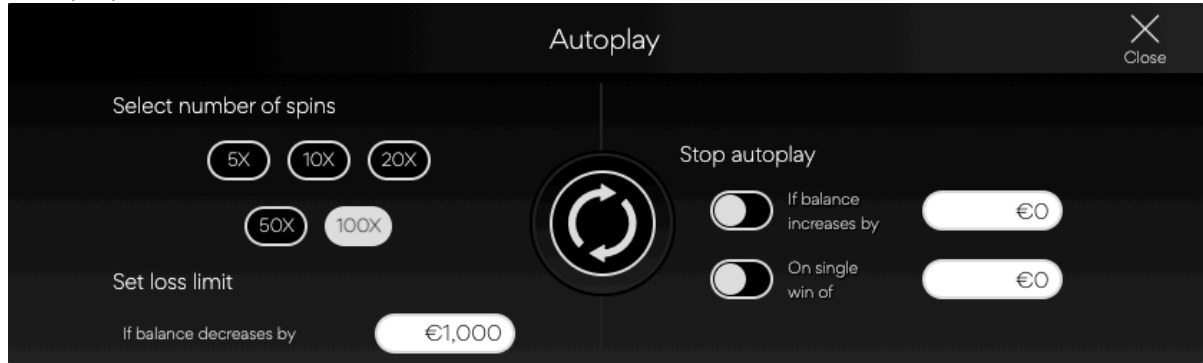 Autoplay
Close
Select number of spins
5X 10X 20X
50X 100X
Set loss limit
If balance decreases by €1,000
Stop autoplay
If balance
increases by €0
On single
win of €0